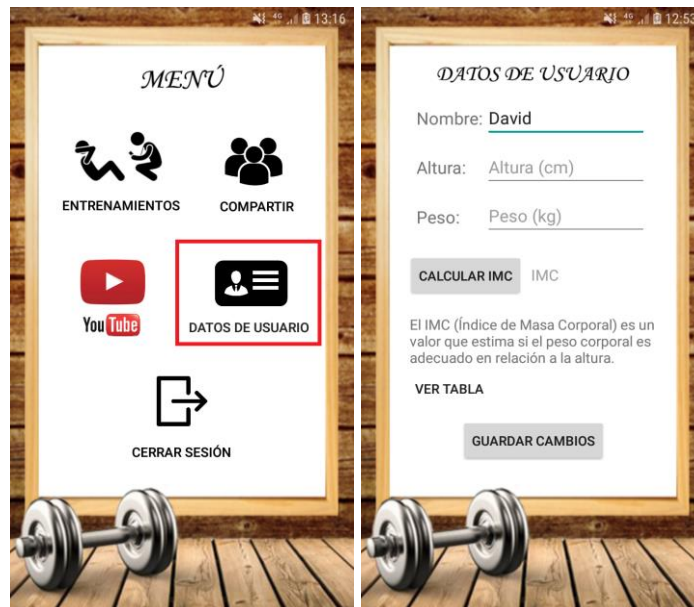 4G 13:16
MENÚ
ENTRENAMIENTOS
COMPARTIR
You Tube
DATOS DE USUARIO
CERRAR SESIÓN
4G 12:53
DATOS DE USUARIO
Nombre: David
Altura: Altura (cm)
Peso: Peso (kg)
CALCULAR IMC IMC
El IMC (Índice de Masa Corporal) es un
valor que estima si el peso corporal es
adecuado en relación a la altura.
VER TABLA
GUARDAR CAMBIOS